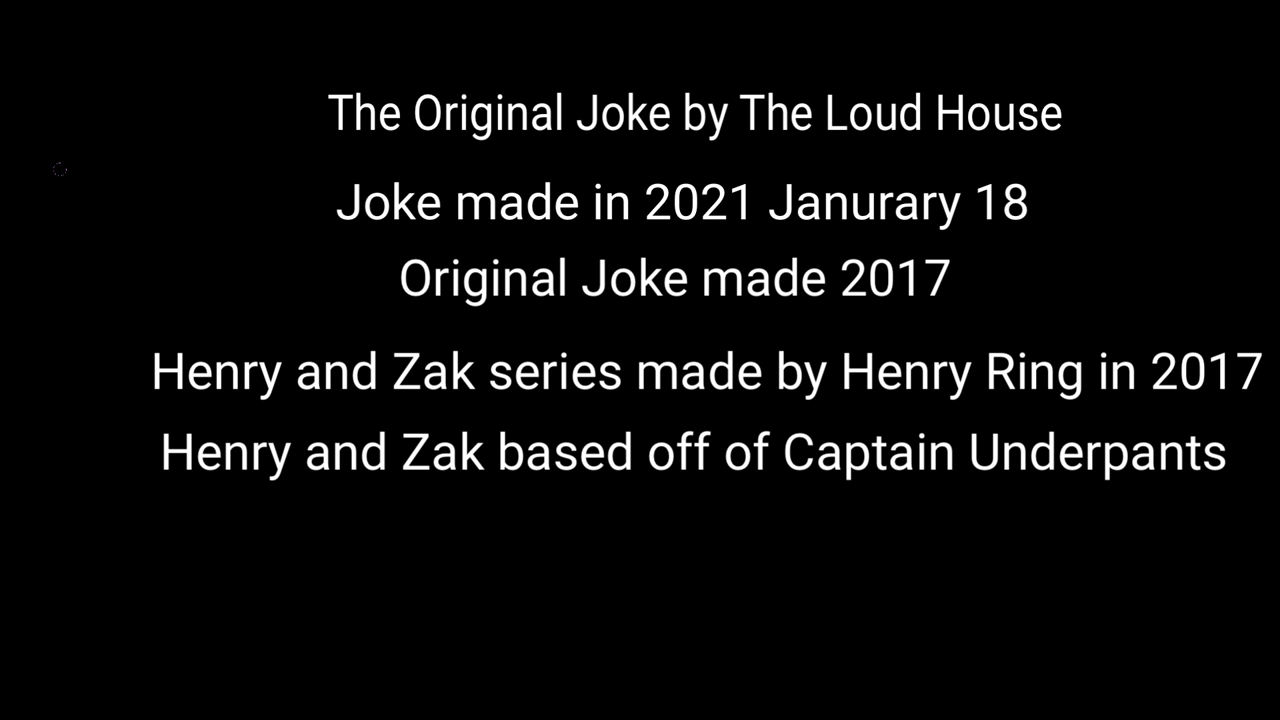 The Original Joke by The Loud House
Joke made in 2021 Janurary 18
Original Joke made 2017
Henry and Zak series made by Henry Ring in 2017
Henry and Zak based off of Captain Underpants